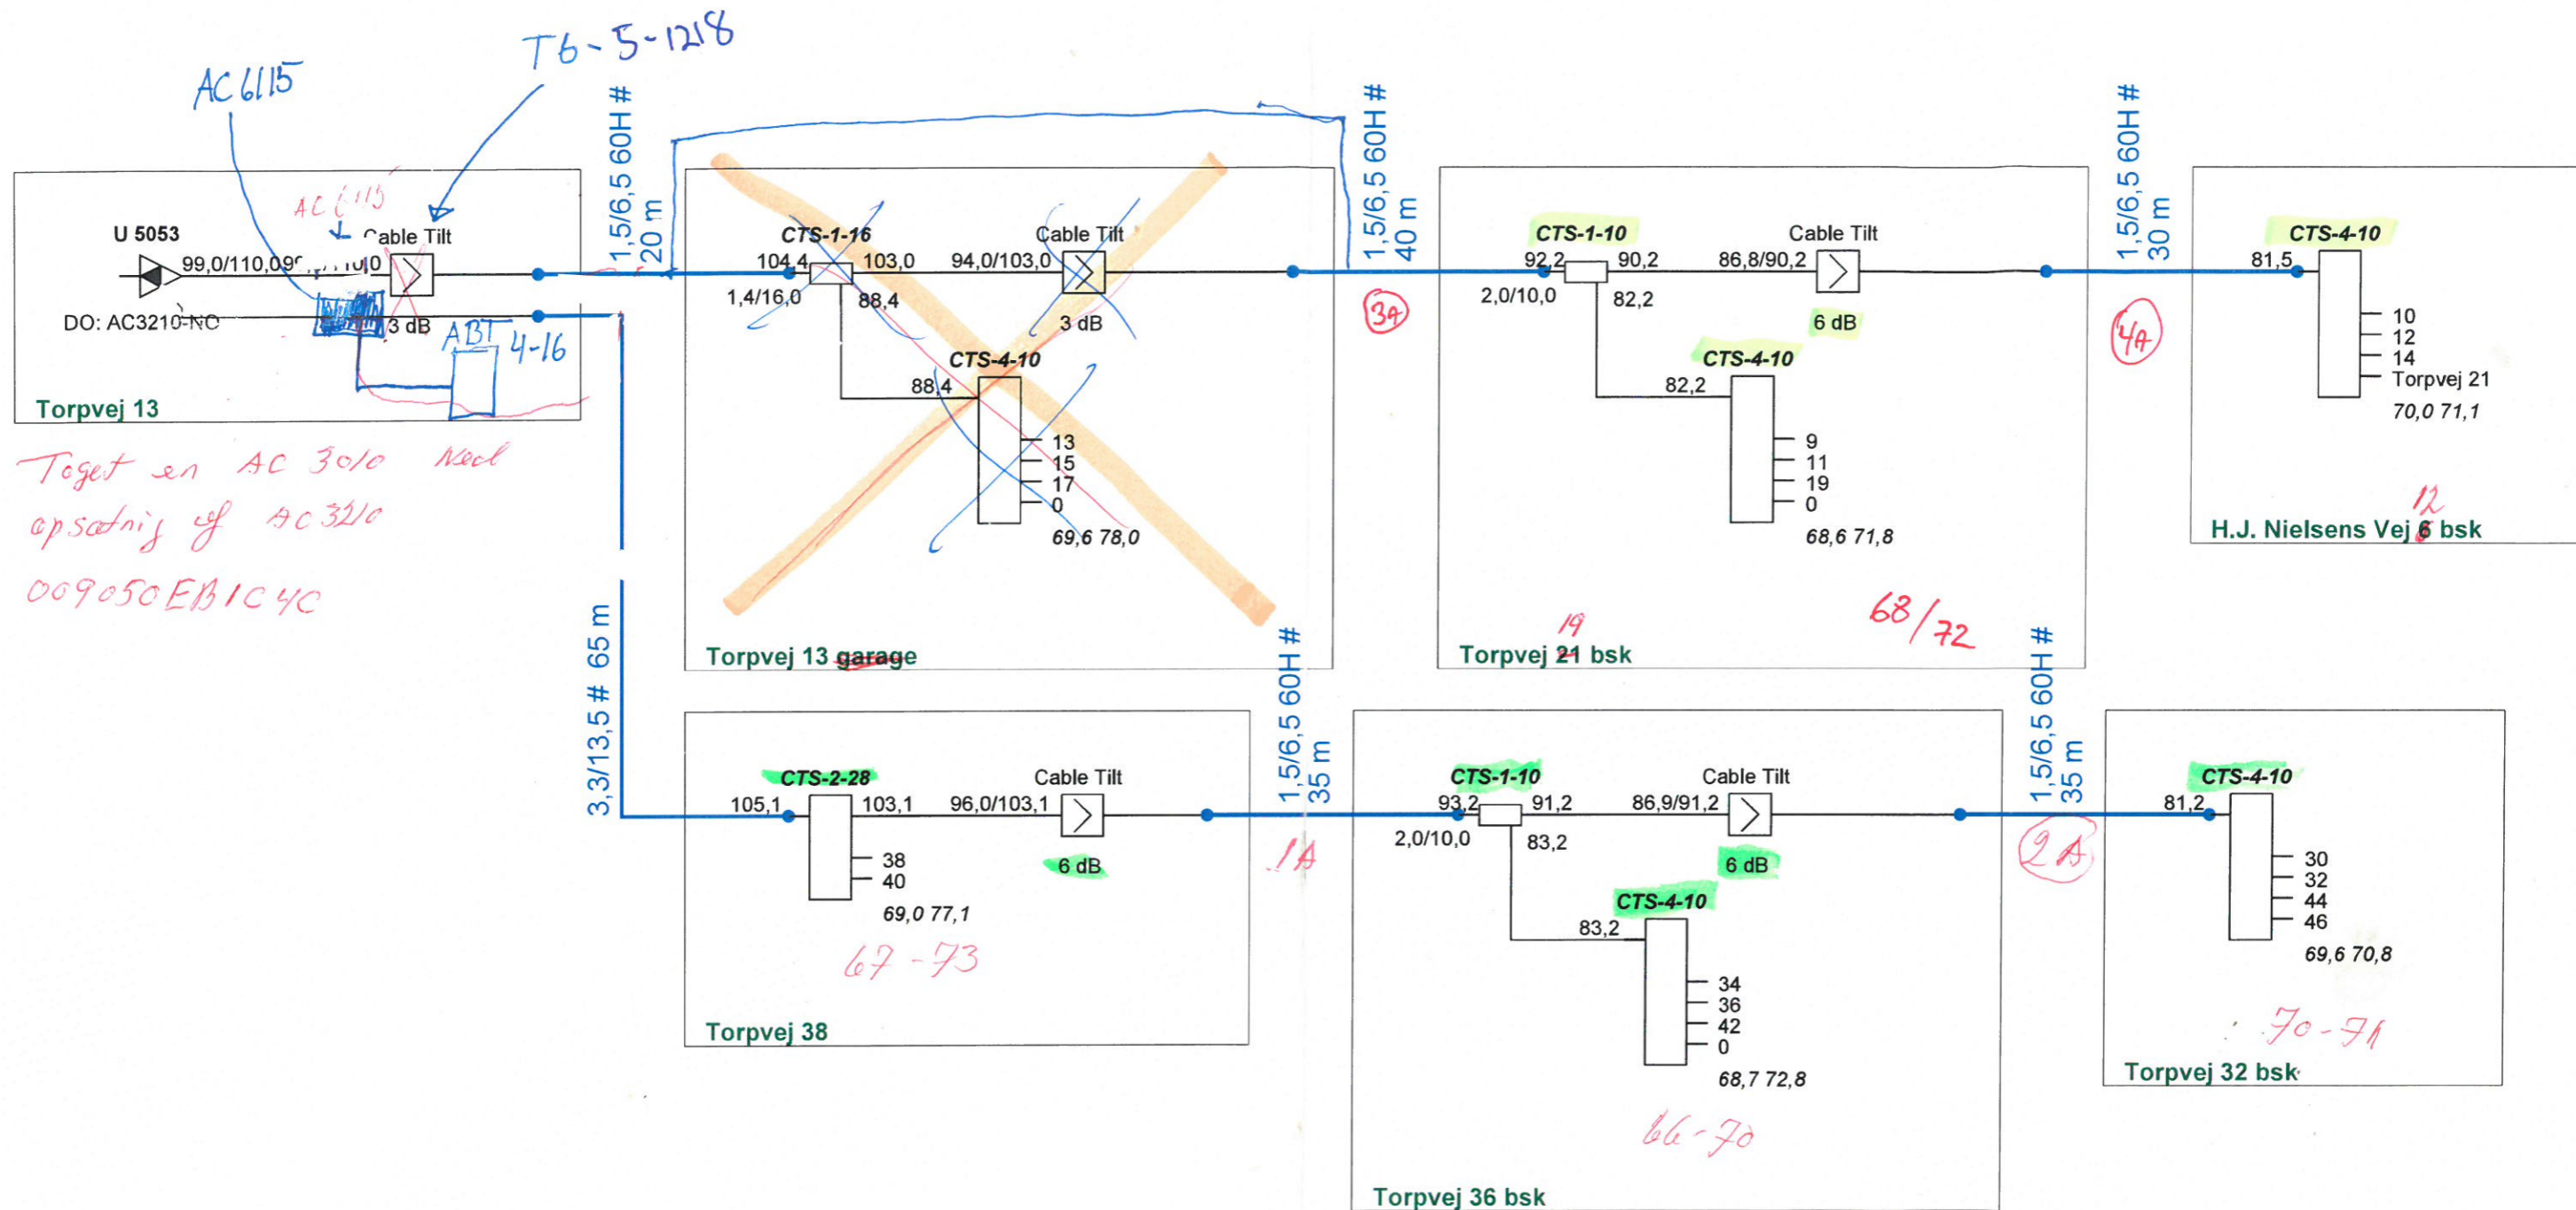 T6-5-1218
AC6115
AC 6115
U 5053
Cable Tilt
99,0/110,0
DO: AC3210-NO
3 dB
ABT
4-16
Torpvej 13
Taget en AC 3010 Ned
opsætnig af AC3210
009050EB1C4C
1,5/6,5 60H #
20 m
CTS-1-16
104,4
103,0
1,4/16,0
88,4
94,0/103,0
Cable Tilt
3 dB
CTS-4-10
88,4
13
15
17
0
69,6 78,0
Torpvej 13 garage
1,5/6,5 60H #
40 m
3A
CTS-1-10
92,2
90,2
2,0/10,0
82,2
86,8/90,2
Cable Tilt
6 dB
CTS-4-10
82,2
9
11
19
0
68,6 71,8
68/72
19
Torpvej 21 bsk
1,5/6,5 60H #
30 m
4A
CTS-4-10
81,5
10
12
14
Torpvej 21
70,0 71,1
12
H.J. Nielsens Vej 6 bsk
3,3/13,5 # 65 m
CTS-2-28
105,1
103,1
96,0/103,1
Cable Tilt
6 dB
38
40
69,0 77,1
67-73
Torpvej 38
1,5/6,5 60H #
35 m
1A
CTS-1-10
93,2
91,2
2,0/10,0
83,2
86,9/91,2
Cable Tilt
6 dB
CTS-4-10
83,2
34
36
42
0
68,7 72,8
66-70
Torpvej 36 bsk
1,5/6,5 60H #
35 m
2A
CTS-4-10
81,2
30
32
44
46
69,6 70,8
70-71
Torpvej 32 bsk